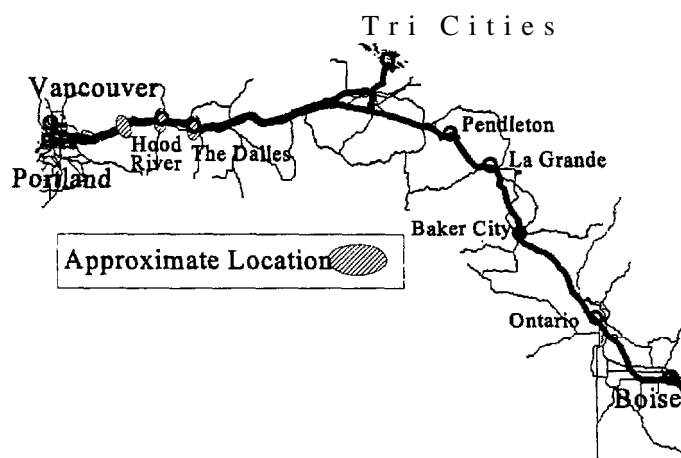 Tri Cities
Vancouver
Hood
River
The Dalles
Portland
Pendleton
La Grande
Baker City
Approximate Location
Ontario
Boise